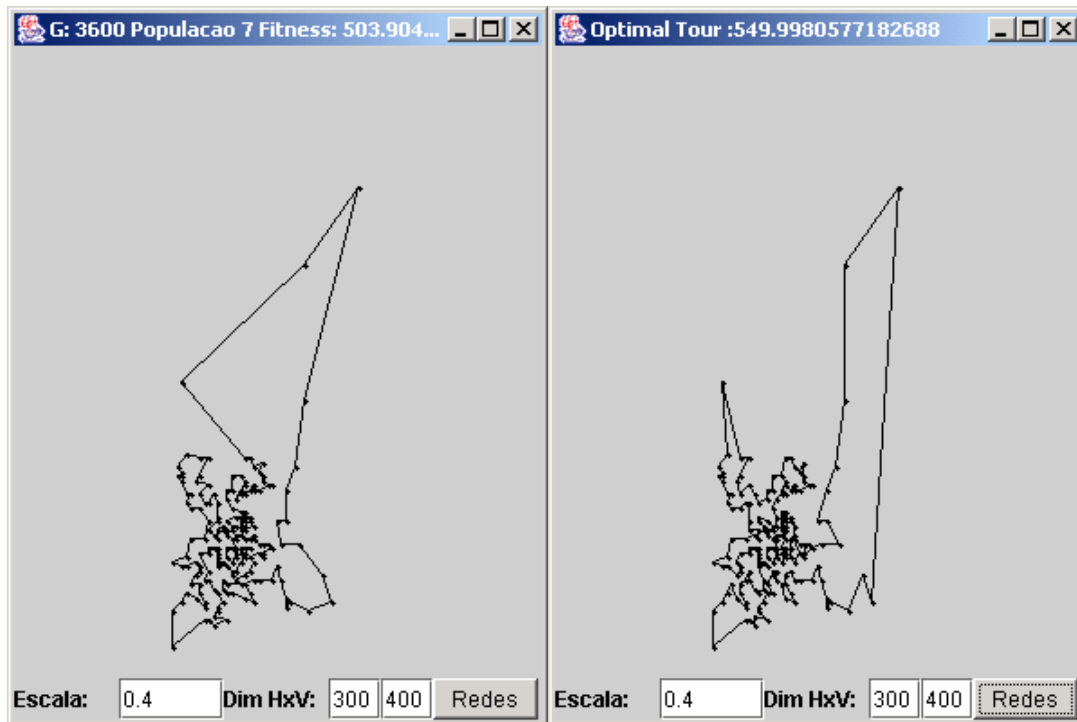 G: 3600 Populacao 7 Fitness: 503.904...
Optimal Tour :549.9980577182688
Escala: 0.4 Dim HxV: 300 400 Redes
Escala: 0.4 Dim HxV: 300 400 Redes